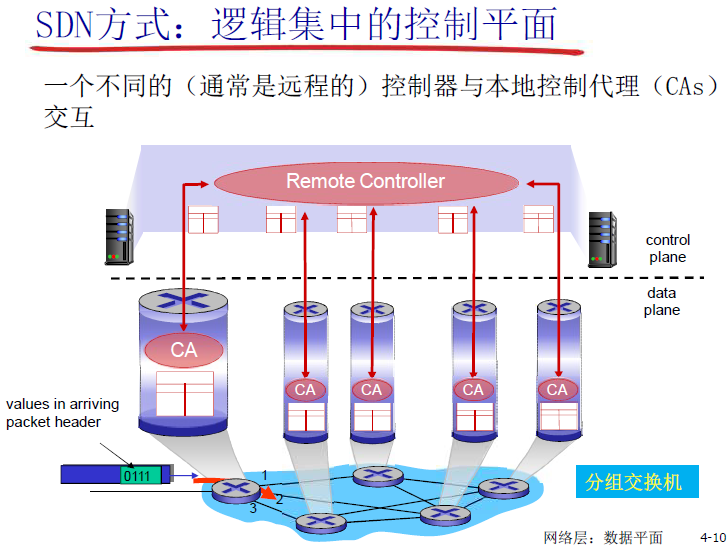 SDN方式：逻辑集中的控制平面
一个不同的（通常是远程的）控制器与本地控制代理（CAs）
交互
Remote Controller
control
plane
data
plane
CA
CA
CA
CA
CA
values in arriving
packet header
0111
1
2
3
分组交换机
网络层：数据平面 4-10